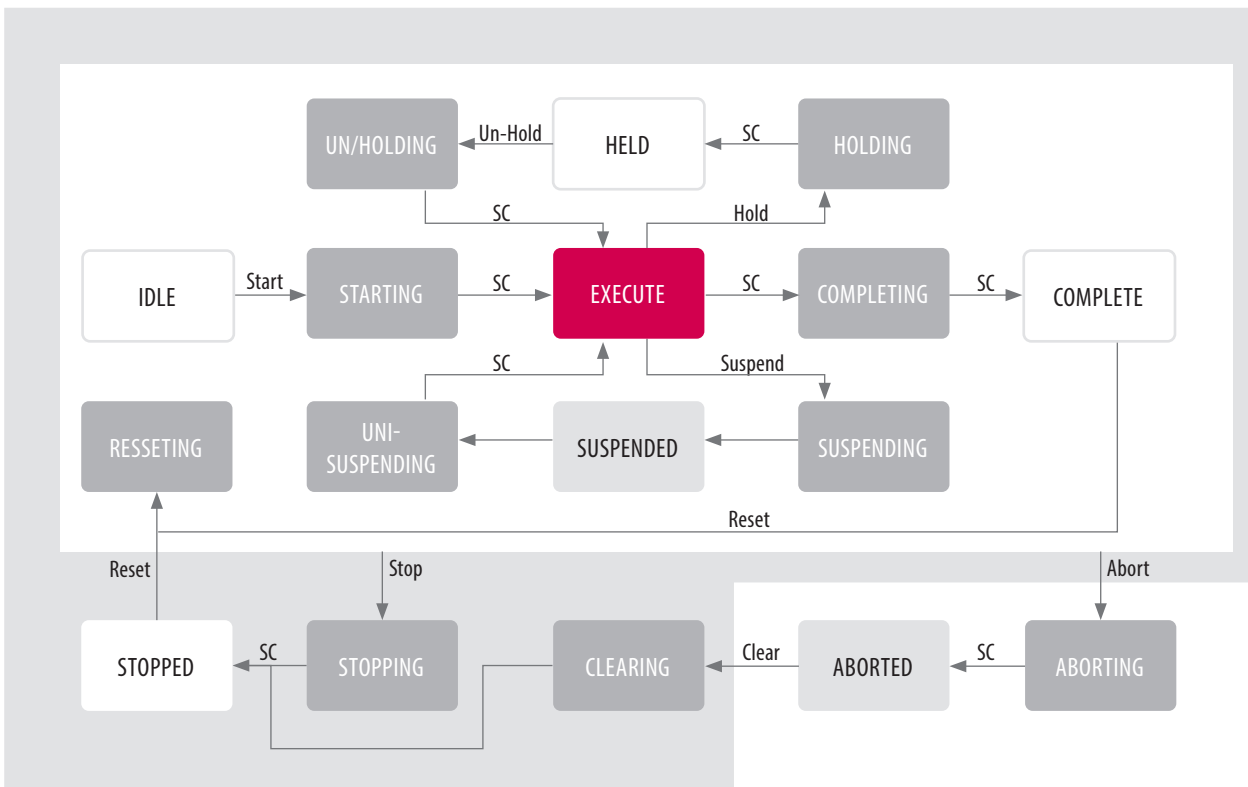 Un-Hold
SC
UN/HOLDING
HELD
HOLDING
SC
Hold
Start
SC
SC
SC
IDLE
STARTING
EXECUTE
COMPLETING
COMPLETE
SC
Suspend
RESSETING
UNI-
SUSPENDING
SUSPENDED
SUSPENDING
Reset
Reset
Stop
Abort
SC
Clear
SC
STOPPED
STOPPING
CLEARING
ABORTED
ABORTING